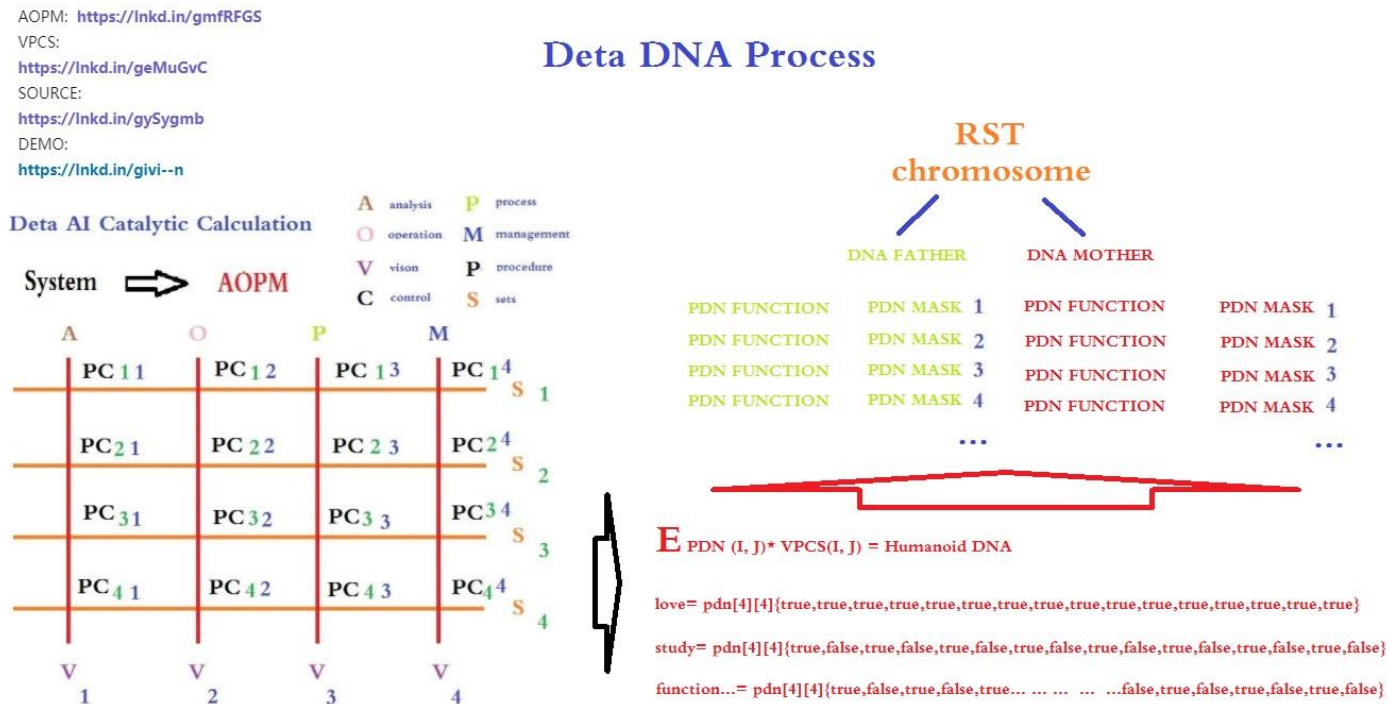 AOPM: https://lnkd.in/gmfRFGS
VPCS:
https://lnkd.in/geMuGvC
SOURCE:
https://lnkd.in/gySygmb
DEMO:
https://lnkd.in/givi--n
Deta DNA Process
RST
chromosome
DNA FATHER DNA MOTHER
PDN FUNCTION PDN MASK 1 PDN FUNCTION PDN MASK 1
PDN FUNCTION PDN MASK 2 PDN FUNCTION PDN MASK 2
PDN FUNCTION PDN MASK 3 PDN FUNCTION PDN MASK 3
PDN FUNCTION PDN MASK 4 PDN FUNCTION PDN MASK 4
... ...
Deta AI Catalytic Calculation
A analysis P process
O operation M management
V vison P procedure
C control S sets
System AOPM
A O P M
PC 1 1 PC 1 2 PC 1 3 PC 1 4
S 1
PC 2 1 PC 2 2 PC 2 3 PC 2 4
S 2
PC 3 1 PC 3 2 PC 3 3 PC 3 4
S 3
PC 4 1 PC 4 2 PC 4 3 PC 4 4
S 4
V V V V
1 2 3 4
E PDN (I, J)* VPCS(I, J) = Humanoid DNA
love= pdn[4][4]{true,true,true,true,true,true,true,true,true,true,true,true,true,true,true,true}
study= pdn[4][4]{true,false,true,false,true,false,true,false,true,false,true,false,true,false,true,false}
function...= pdn[4][4]{true,false,true,false,true... ... ... ... ...false,true,false,true,false,true,false}